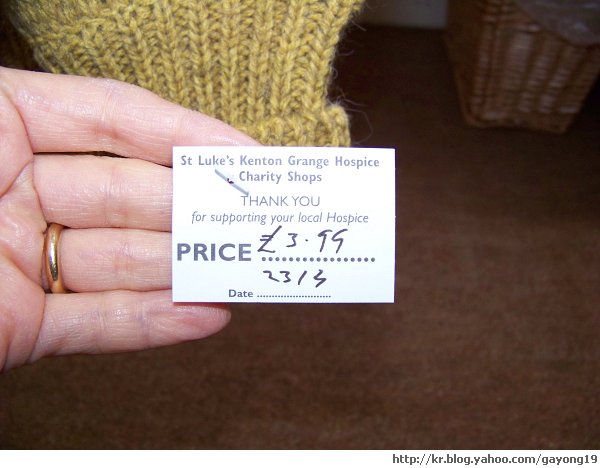 St Luke's Kenton Grange Hospice
Charity Shops
THANK YOU
for supporting your local Hospice
PRICE £3.99
23/3
Date ........................
http://kr.blog.yahoo.com/gayong19